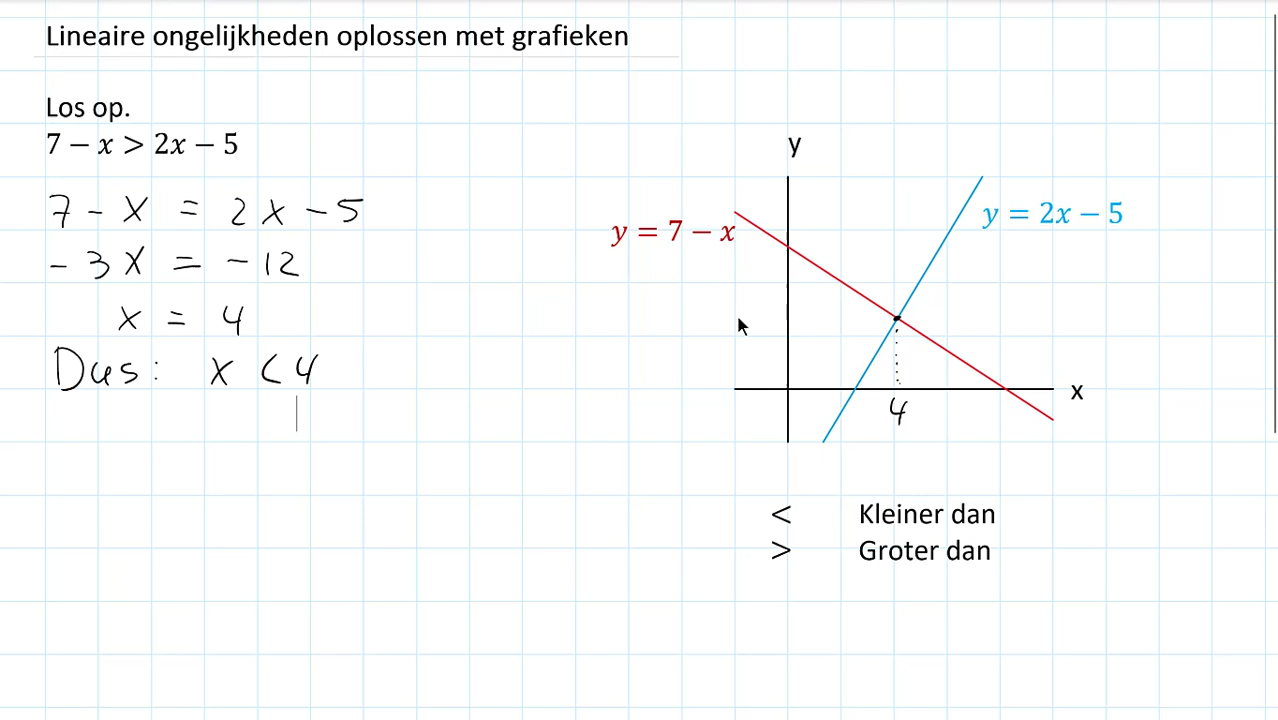 Lineaire ongelijkheden oplossen met grafieken
Los op.
7 − x > 2x − 5
7 - x = 2x - 5
- 3x = - 12
x = 4
Dus: x < 4
y
y = 7 − x
y = 2x − 5
x
4
< Kleiner dan
> Groter dan